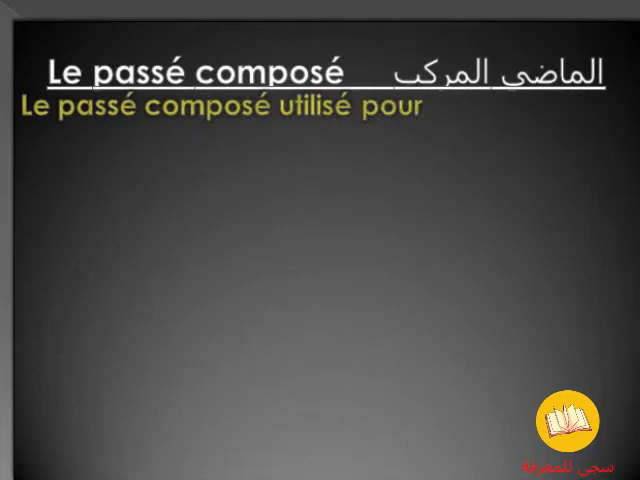 Le passé composé الماضي المركب
Le passé composé utilisé pour
سجى للمعرفة